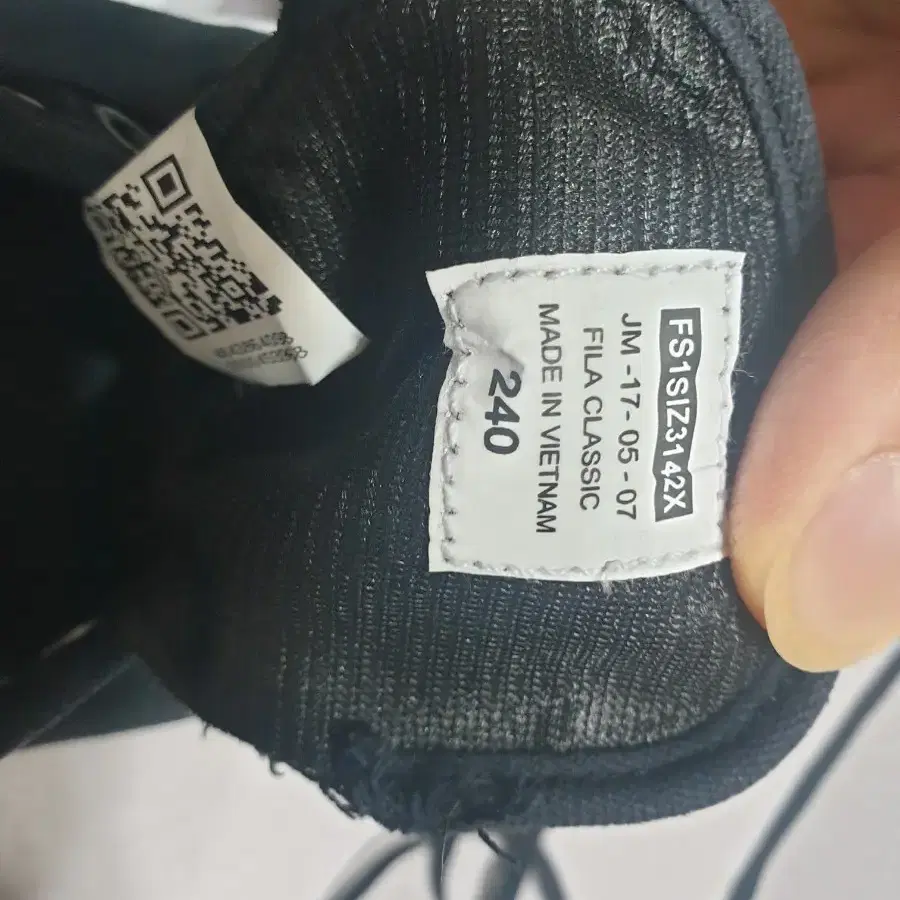 FS1SIZ3142X
JM -17- 05 - 07
FILA CLASSIC
MADE IN VIETNAM
240